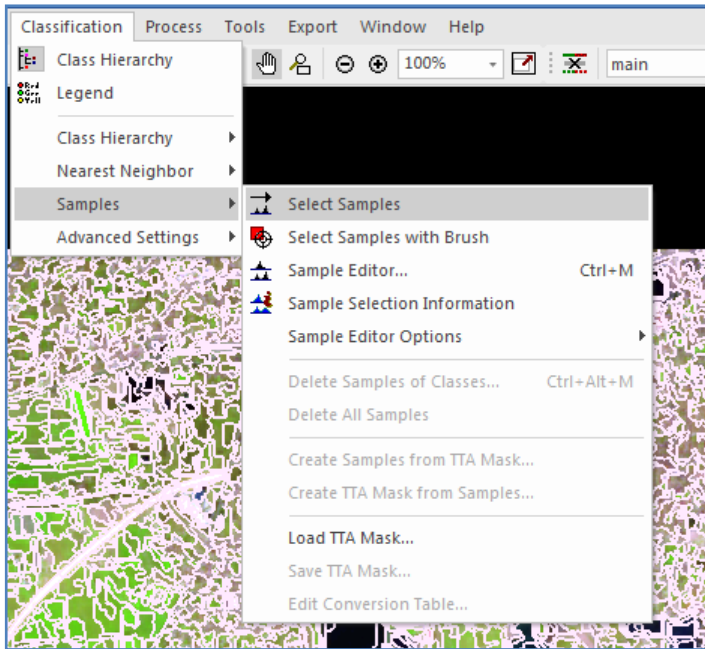 Classification Process Tools Export Window Help
Class Hierarchy
100%
main
Legend
Class Hierarchy
Nearest Neighbor
Samples
Advanced Settings
Select Samples
Select Samples with Brush
Sample Editor... Ctrl+M
Sample Selection Information
Sample Editor Options
Delete Samples of Classes... Ctrl+Alt+M
Delete All Samples
Create Samples from TTA Mask...
Create TTA Mask from Samples...
Load TTA Mask...
Save TTA Mask...
Edit Conversion Table...